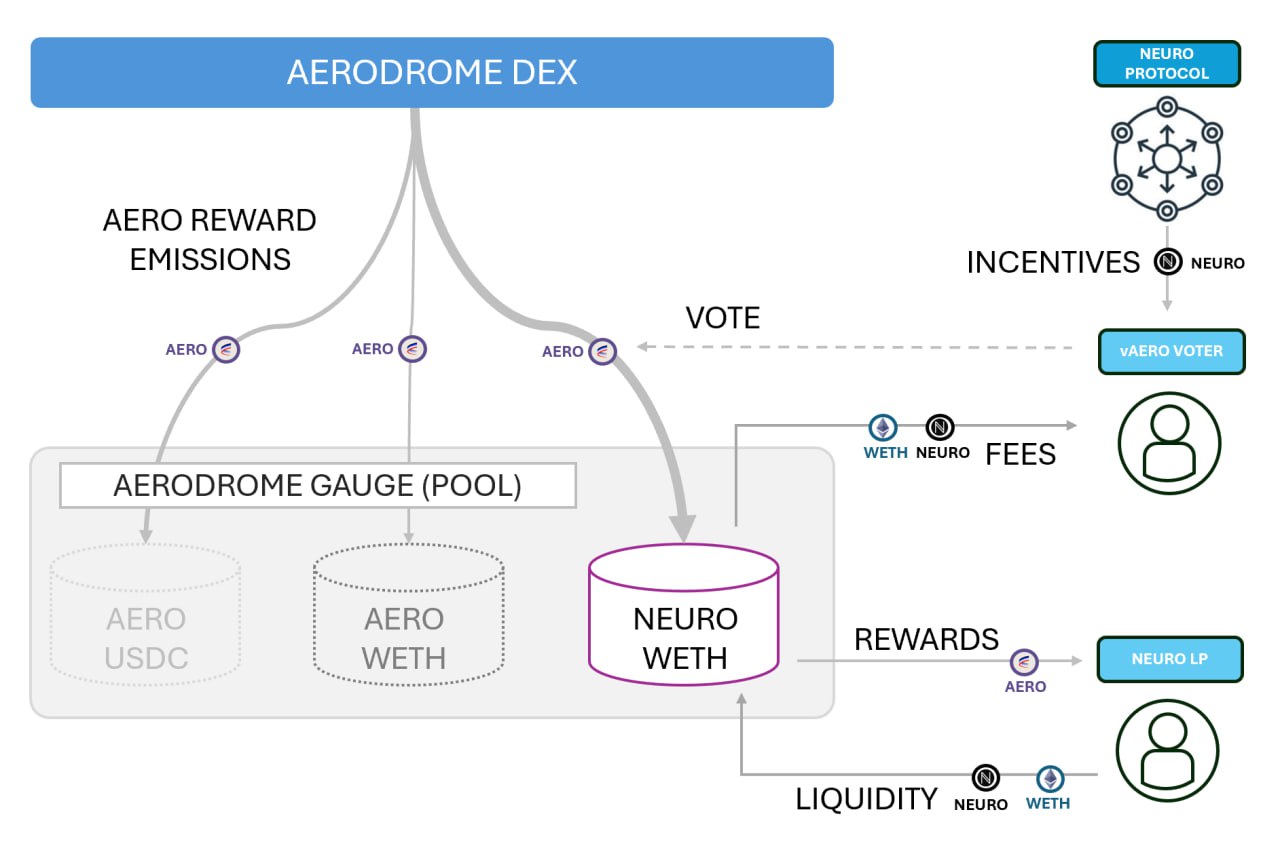 AERODROME DEX
NEURO
PROTOCOL
AERO REWARD
EMISSIONS
INCENTIVES
NEURO
VOTE
AERO
AERO
AERO
vAERO VOTER
WETH
NEURO
FEES
AERODROME GAUGE (POOL)
AERO
USDC
AERO
WETH
NEURO
WETH
REWARDS
AERO
NEURO LP
LIQUIDITY
NEURO
WETH